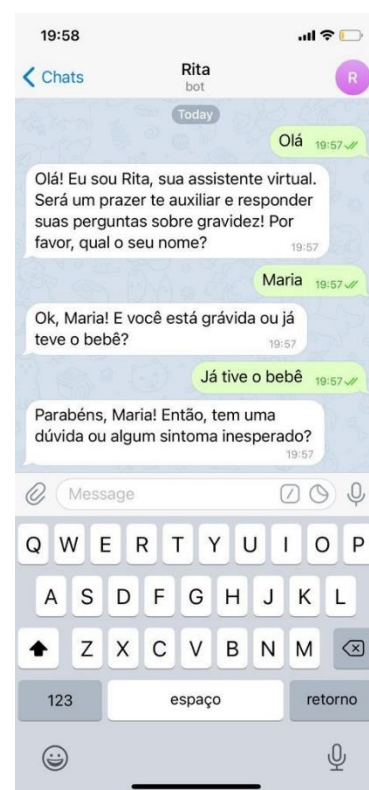 19:58
Chats
Rita
bot
R
Today
Olá 19:57
Olá! Eu sou Rita, sua assistente virtual.
Será um prazer te auxiliar e responder
suas perguntas sobre gravidez! Por
favor, qual o seu nome? 19:57
Maria 19:57
Ok, Maria! E você está grávida ou já
teve o bebê? 19:57
Já tive o bebê 19:57
Parabéns, Maria! Então, tem uma
dúvida ou algum sintoma inesperado?
19:57
Message
Q W E R T Y U I O P
A S D F G H J K L
Z X C V B N M
123 espaço retorno